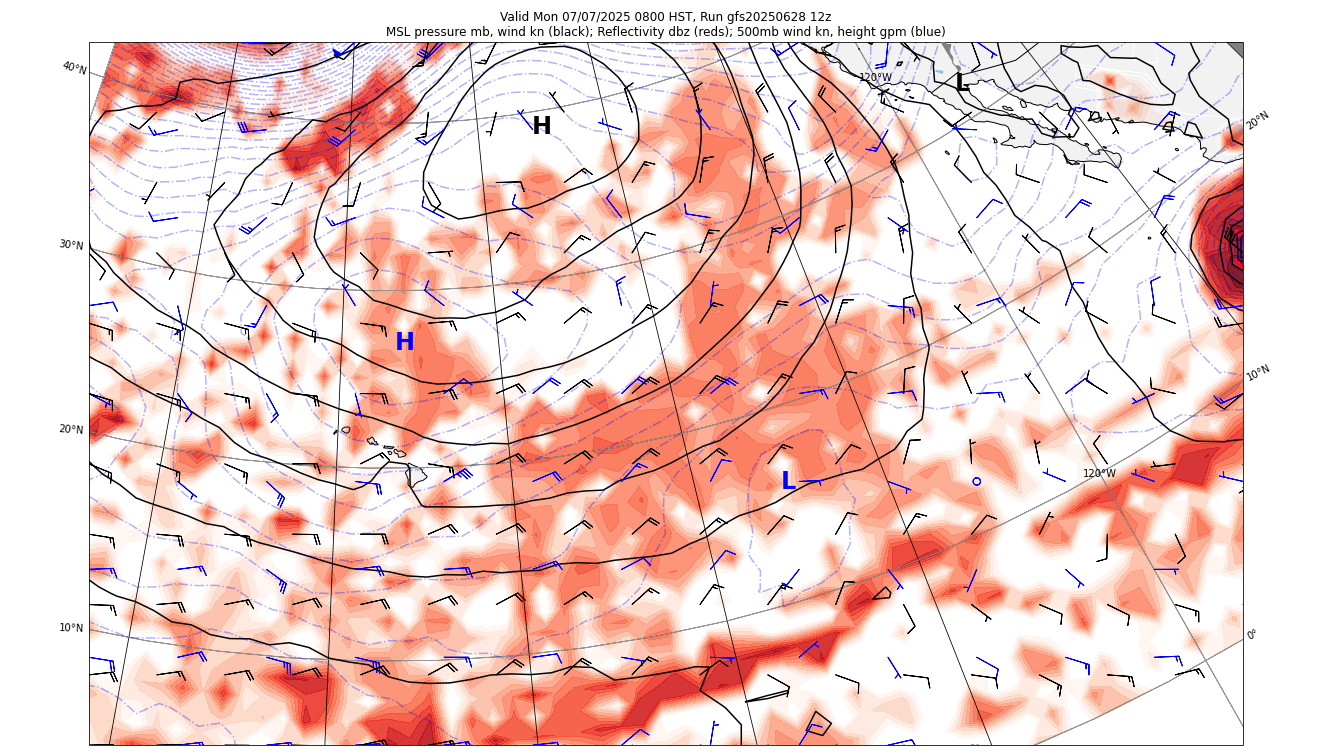 Valid Mon 07/07/2025 0800 HST, Run gfs20250628 12z
MSL pressure mb, wind kn (black); Reflectivity dbz (reds); 500mb wind kn, height gpm (blue)
40°N
120°W
L
20°N
H
30°N
H
10°N
20°N
L
120°W
10°N
0°